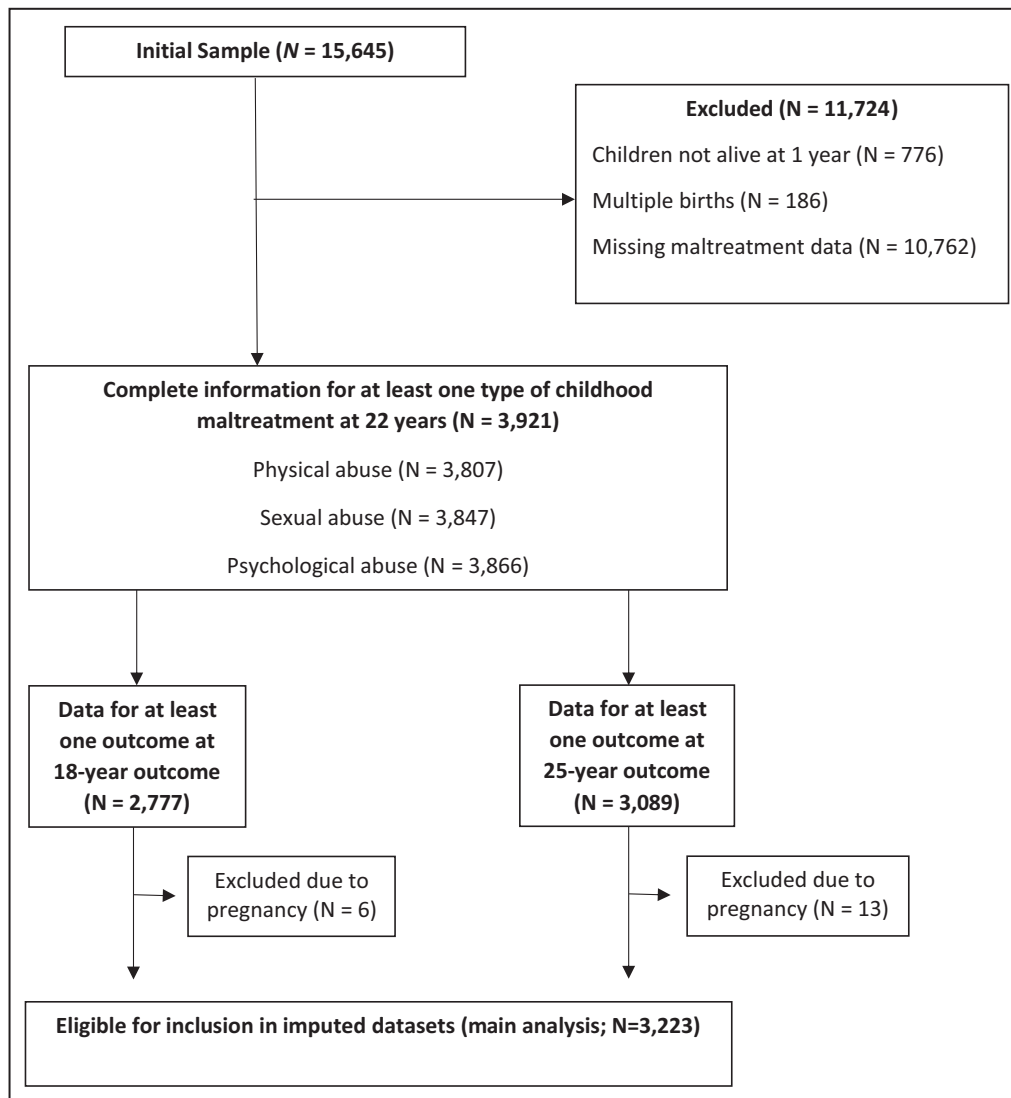 Initial Sample (N = 15,645)
Excluded (N = 11,724)
Children not alive at 1 year (N = 776)
Multiple births (N = 186)
Missing maltreatment data (N = 10,762)
Complete information for at least one type of childhood
maltreatment at 22 years (N = 3,921)
Physical abuse (N = 3,807)
Sexual abuse (N = 3,847)
Psychological abuse (N = 3,866)
Data for at least
one outcome at
18-year outcome
(N = 2,777)
Data for at least
one outcome at
25-year outcome
(N = 3,089)
Excluded due to
pregnancy (N = 6)
Excluded due to
pregnancy (N = 13)
Eligible for inclusion in imputed datasets (main analysis; N=3,223)